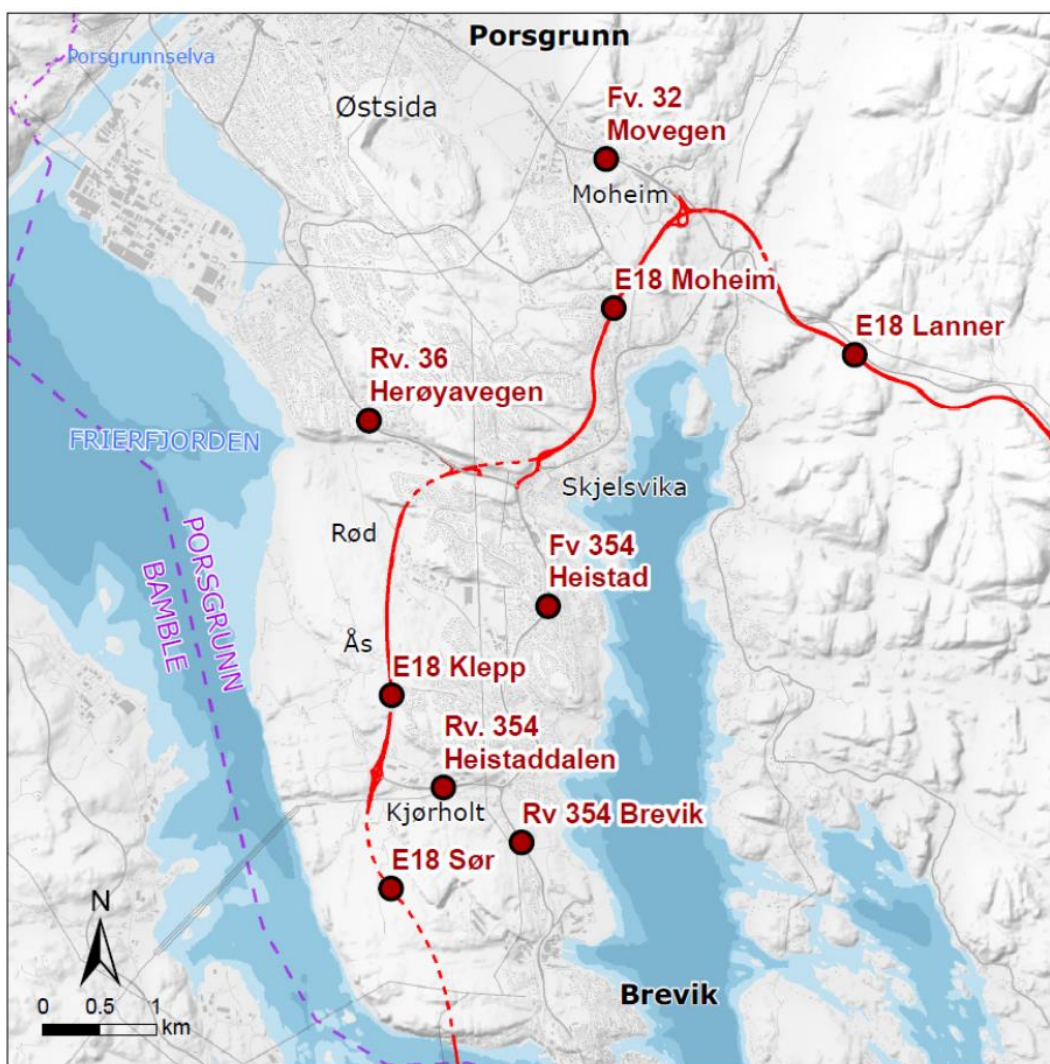 Porsgrunn
Porsgrunnselva
Østsida
Fv. 32
Movegen
Moheim
E18 Moheim
E18 Lanner
Rv. 36
Herøyavegen
FRIERFJORDEN
Skjelsvika
Rød
PORSGRUNN
BAMBLE
Fv 354
Heistad
Ås
E18 Klepp
Rv. 354
Heistaddalen
Kjørholt
Rv 354 Brevik
E18 Sør
N
Brevik
0 0.5 1
km